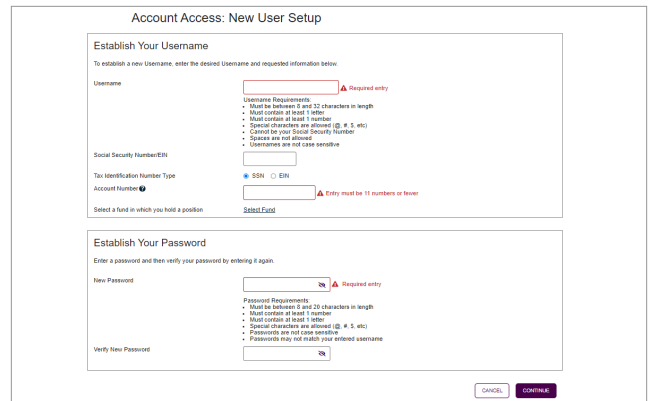 Account Access: New User Setup
Establish Your Username
To establish a new Username, enter the desired Username and requested information below.
Username
Required entry
Username Requirements:
Must be between 8 and 32 characters in length
Must contain at least 1 letter
Must contain at least 1 number
Special characters are allowed (@, #, $, etc)
Cannot be your Social Security Number
Spaces are not allowed
Usernames are not case sensitive
Social Security Number/EIN
Tax Identification Number Type
SSN EIN
Account Number
Entry must be 11 numbers or fewer
Select a fund in which you hold a position
Select Fund
Establish Your Password
Enter a password and then verify your password by entering it again.
New Password
Required entry
Password Requirements
Must be between 8 and 20 characters in length
Must contain at least 1 number
Must contain at least 1 letter
Special characters are allowed (@, #, $, etc)
Passwords are not case sensitive
Passwords may not match your entered username
Verify New Password
CANCEL CONTINUE